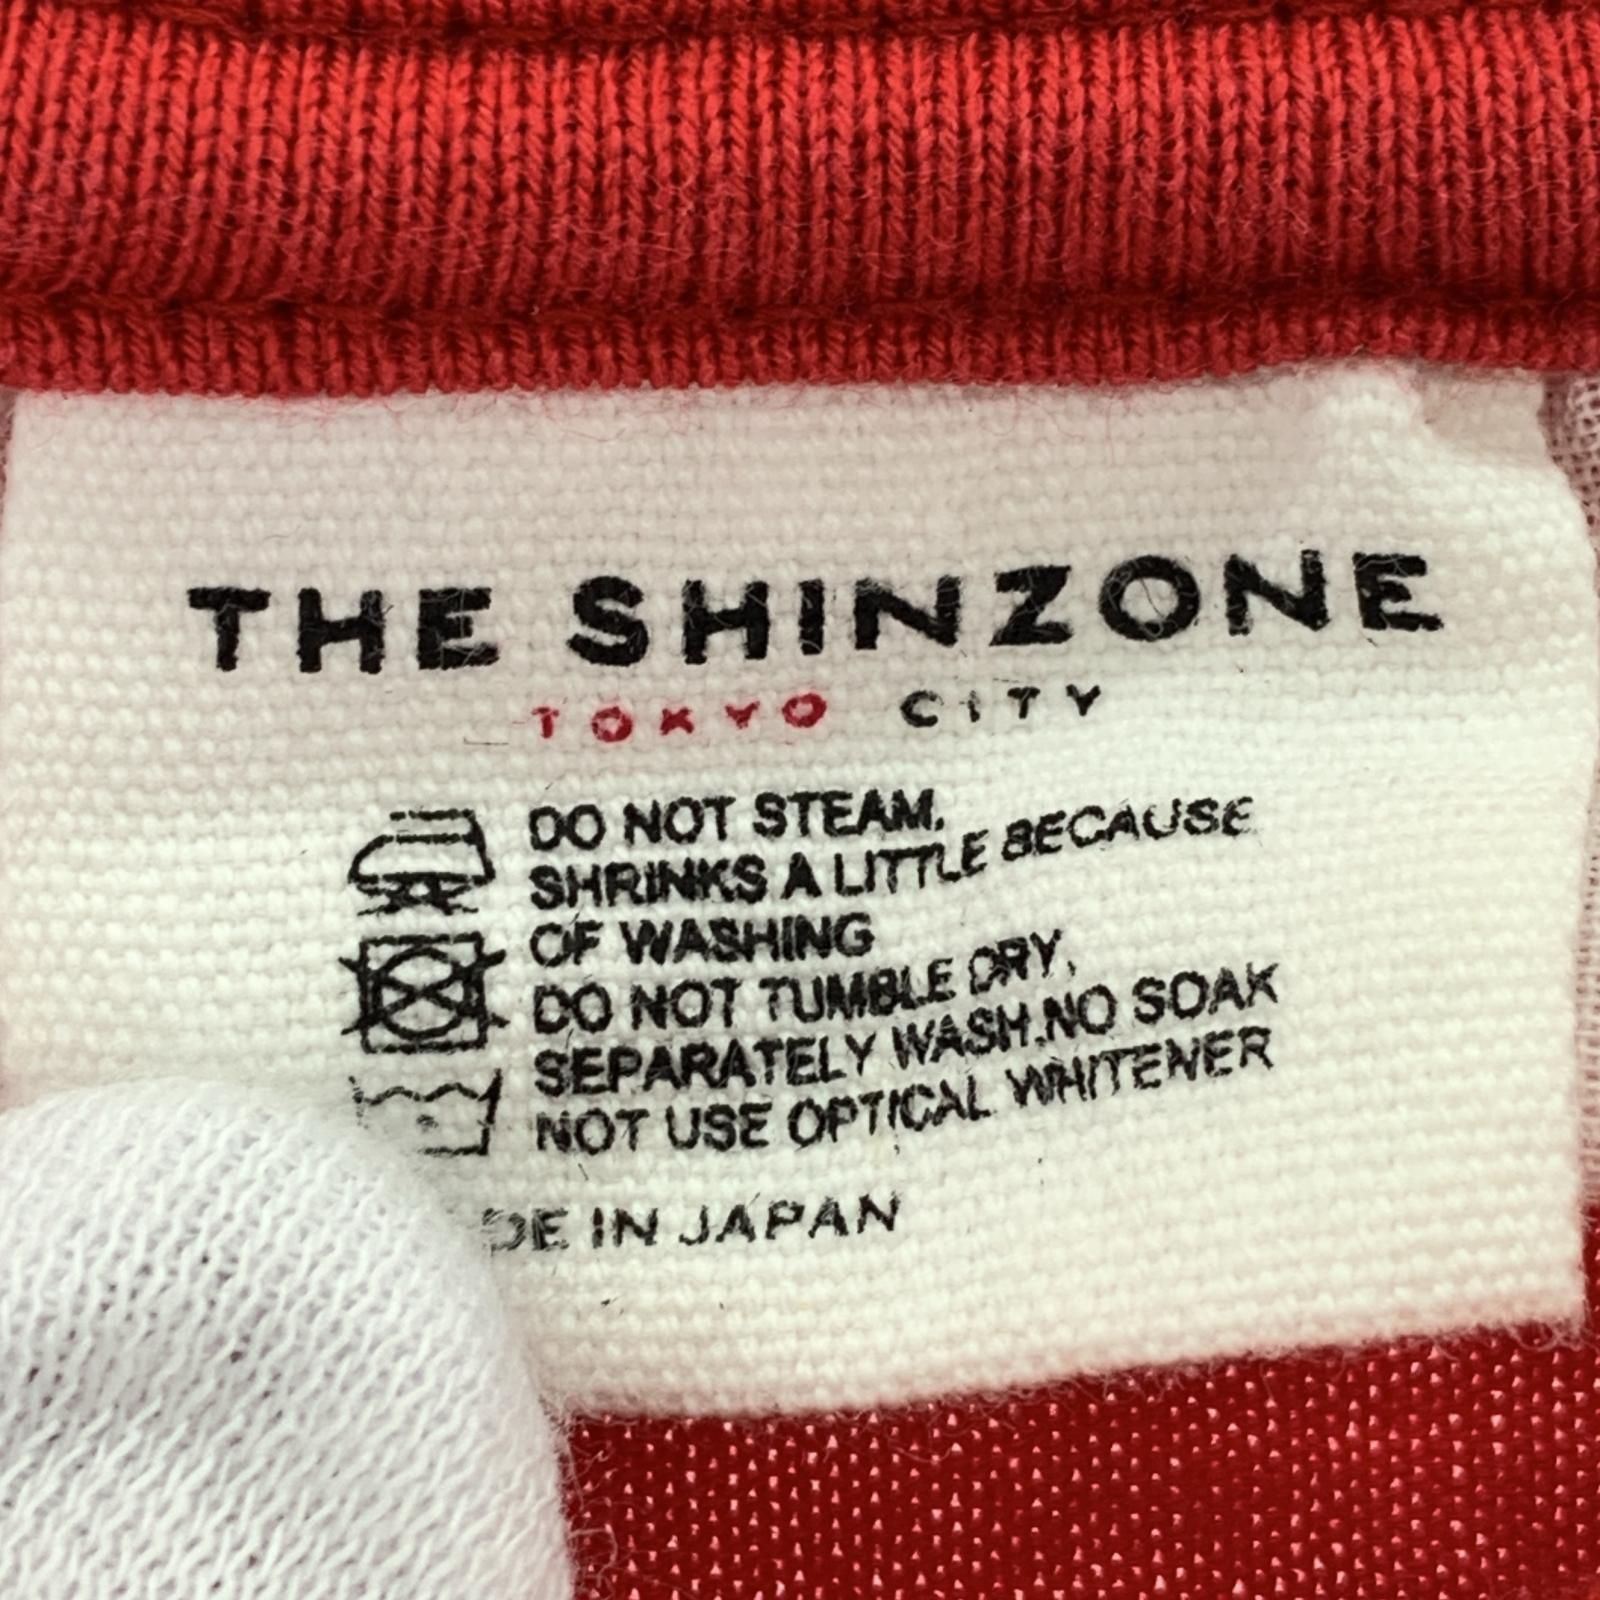 THE SHINZONE
TOKYO CITY
DO NOT STEAM.
SHRINKS A LITTLE BECAUSE
OF WASHING
DO NOT TUMBLE DRY,
SEPARATELY WASH.NO SOAK
NOT USE OPTICAL WHITENER
DE IN JAPAN